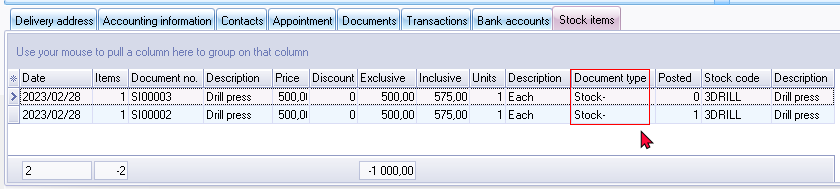 Delivery address Accounting information Contacts Appointment Documents Transactions Bank accounts Stock items
Use your mouse to pull a column here to group on that column
Date Items Document no. Description Price Discount Exclusive Inclusive Units Description Document type Posted Stock code Description
2023/02/28 1 SI00003 Drill press 500,0 0 500,00 575,00 1 Each Stock- 0 3DRILL Drill press
2023/02/28 1 SI00002 Drill press 500,0 0 500,00 575,00 1 Each Stock- 1 3DRILL Drill press
2 -2 -1 000,00